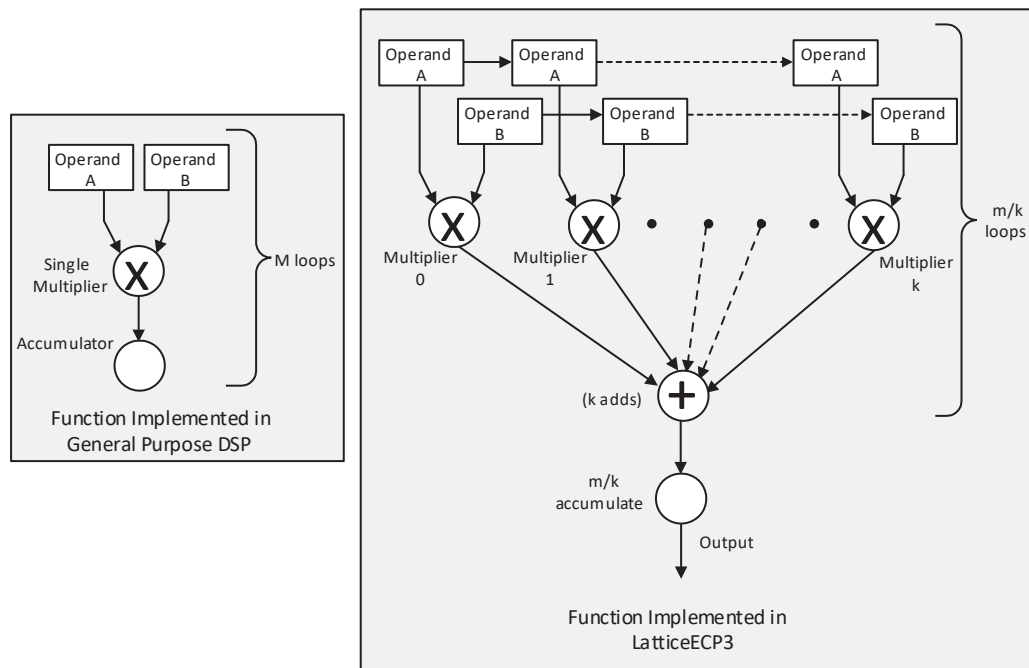 Operand
A
Operand
B
Single
Multiplier
X
Accumulator
M loops
Function Implemented in
General Purpose DSP
Operand
A
Operand
A
Operand
A
Operand
B
Operand
B
Operand
B
X
X
X
Multiplier
0
Multiplier
1
Multiplier
k
m/k
loops
(k adds)
+
m/k
accumulate
Output
Function Implemented in
LatticeECP3